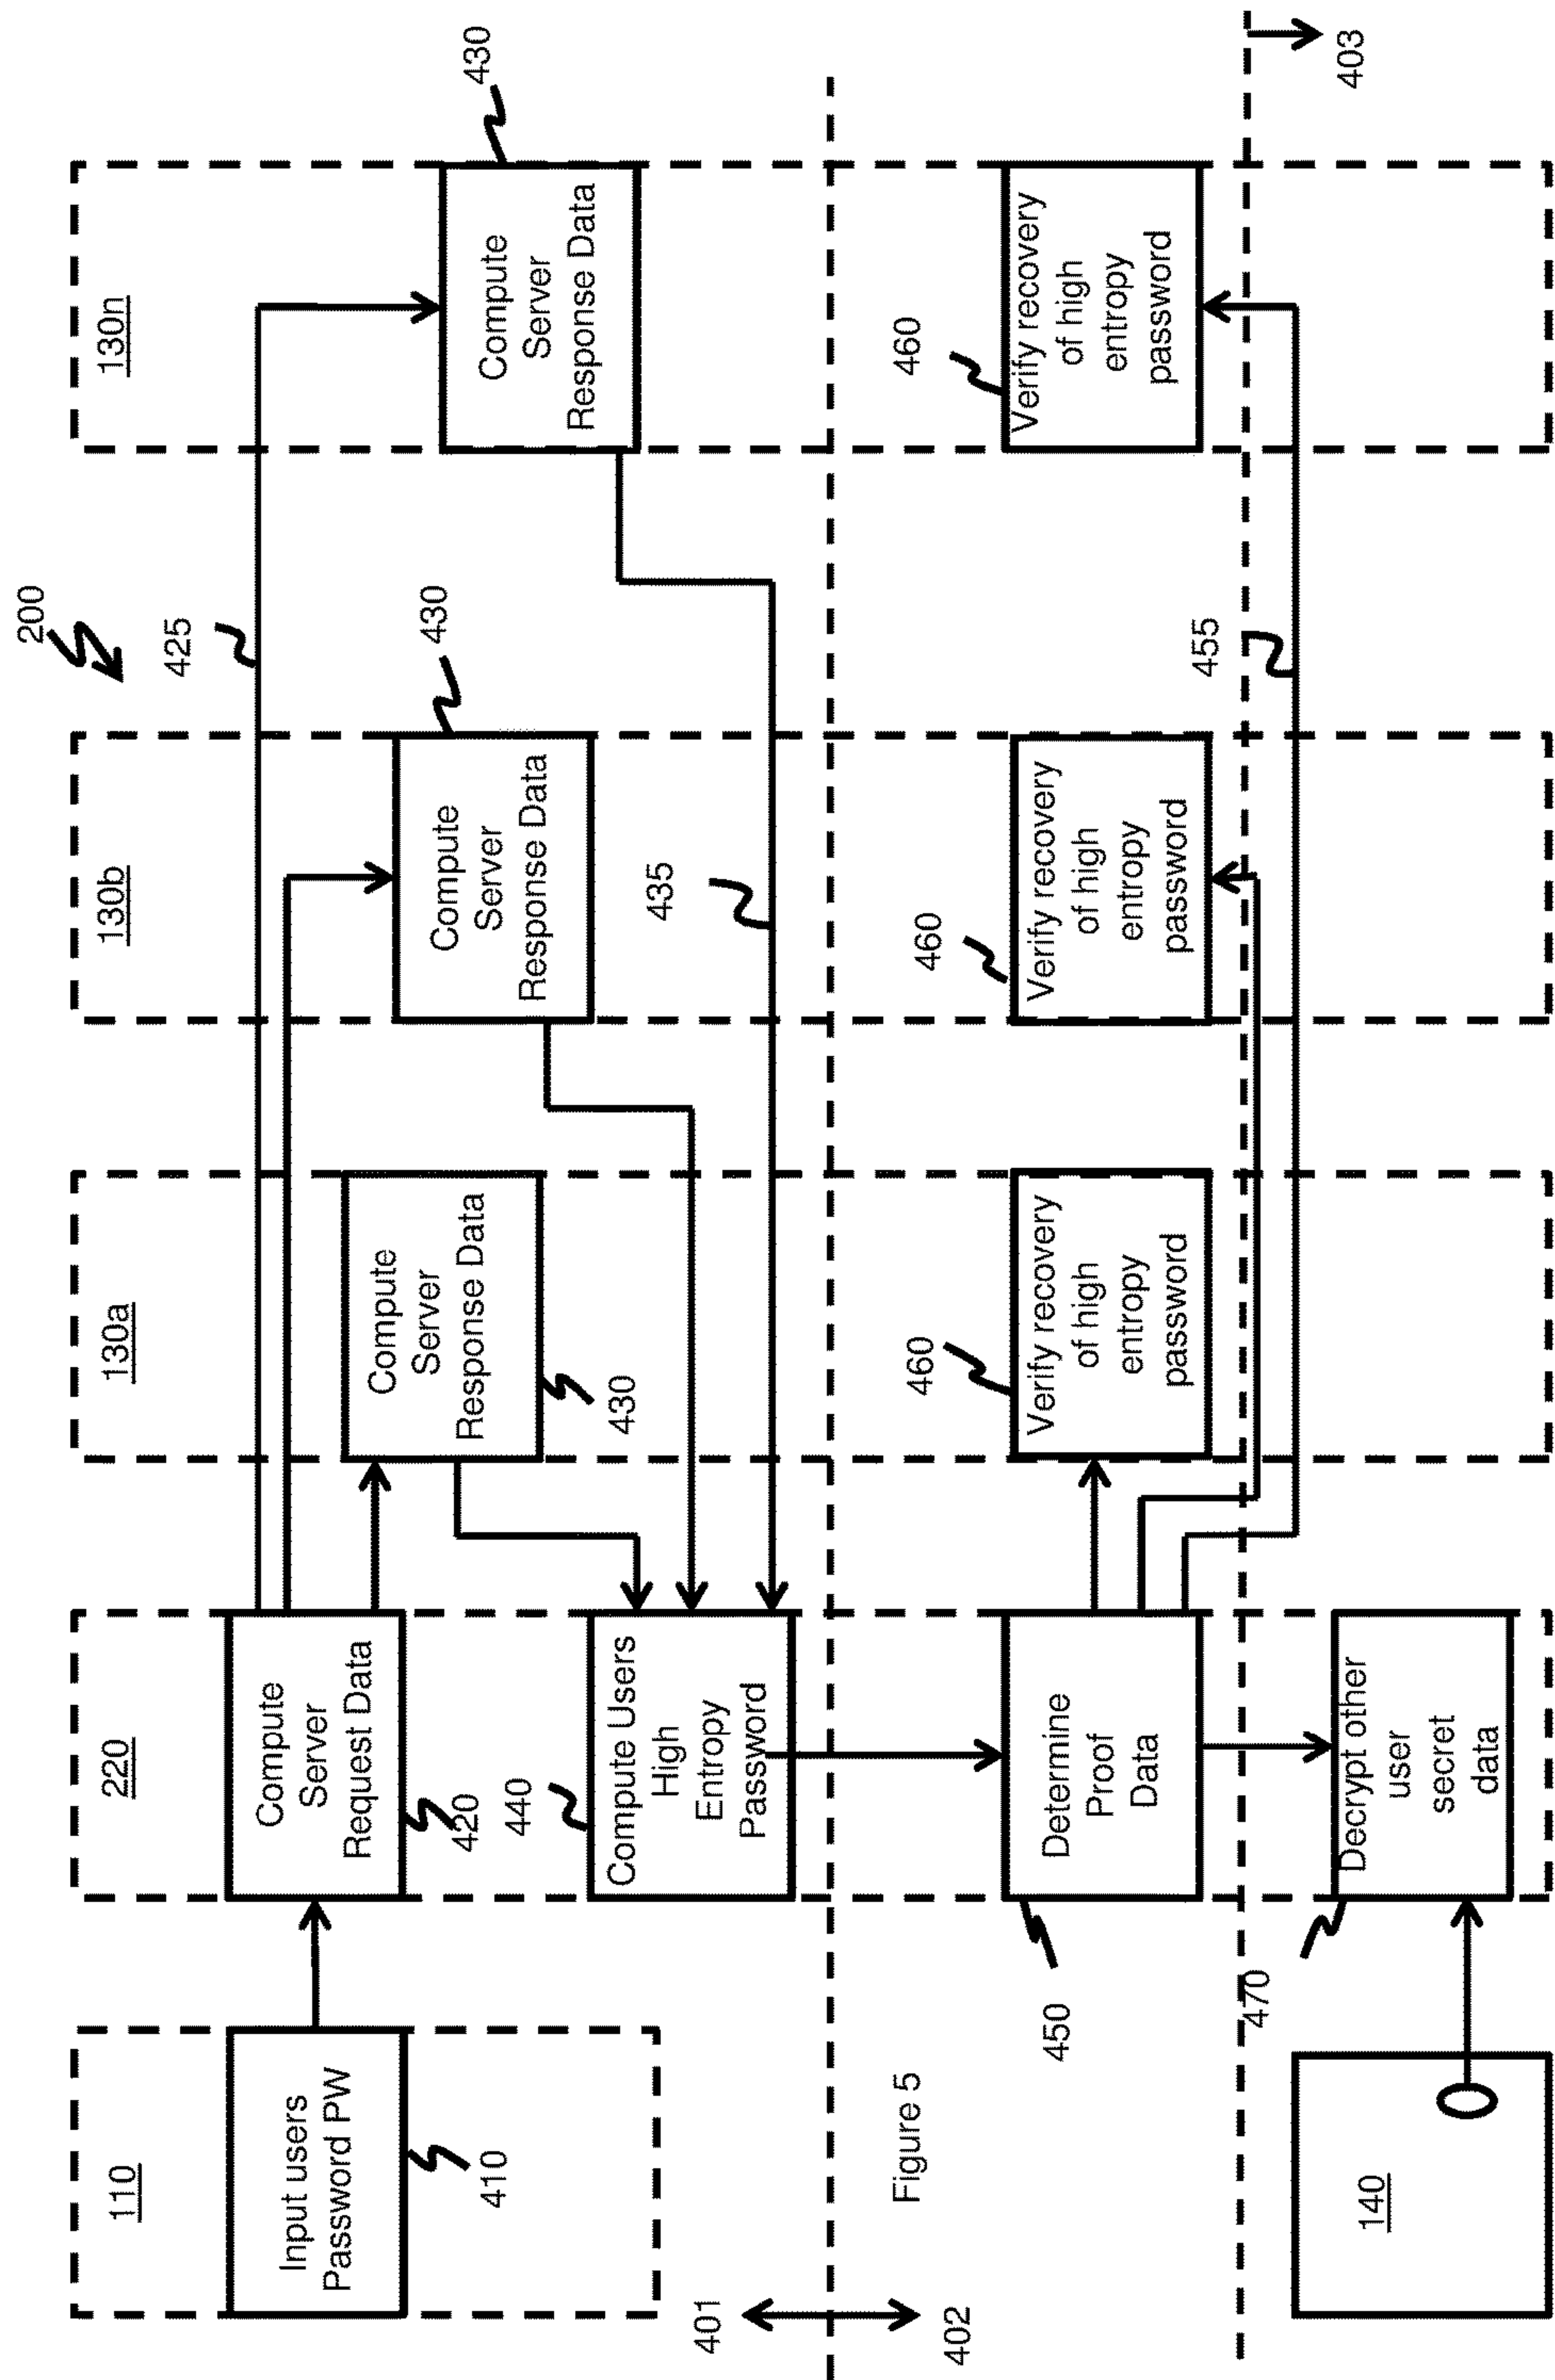 200
110
220
130a
130b
130n
425
Input users
Password PW
410
Compute
Server
Request Data
420
Compute
Server
Response Data
430
Compute
Server
Response Data
430
Compute
Server
Response Data
430
440
Compute Users
High
Entropy
Password
435
401
402
Figure 5
450
Determine
Proof
Data
460
Verify recovery
of high
entropy
password
460
Verify recovery
of high
entropy
password
460
Verify recovery
of high
entropy
password
455
403
470
140
Decrypt other
user
secret
data